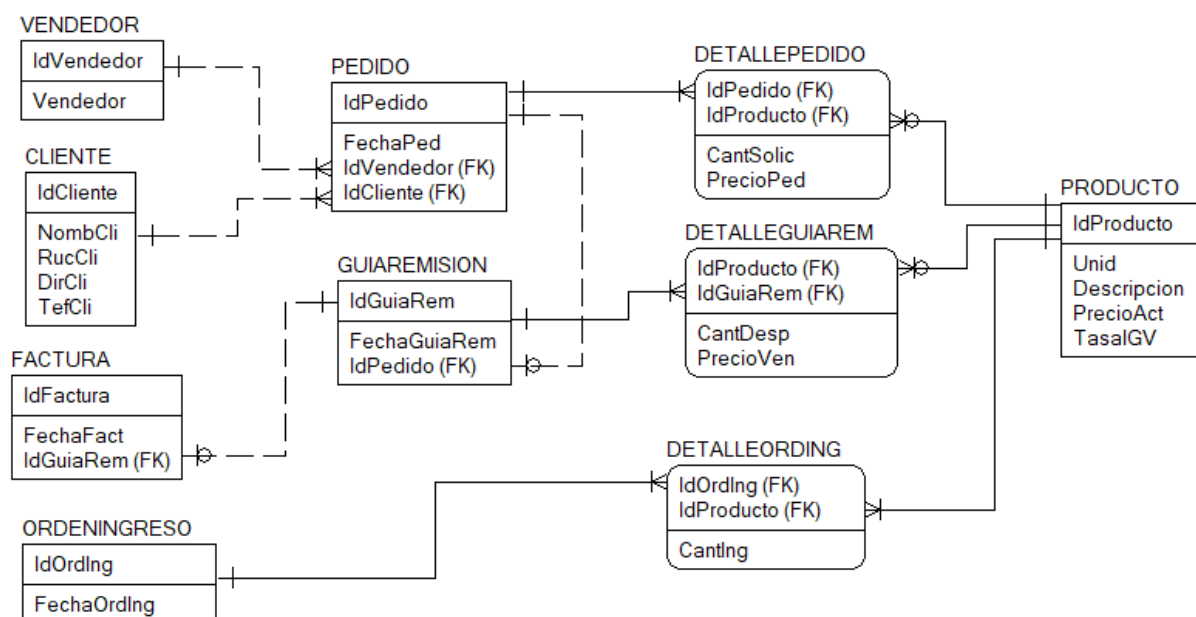 VENDEDOR
IdVendedor
Vendedor
CLIENTE
IdCliente
NombCli
RucCli
DirCli
TefCli
FACTURA
IdFactura
FechaFact
IdGuiaRem (FK)
ORDENINGRESO
IdOrdIng
FechaOrdIng
PEDIDO
IdPedido
FechaPed
IdVendedor (FK)
IdCliente (FK)
GUIAREMISION
IdGuiaRem
FechaGuiaRem
IdPedido (FK)
DETALLEPEDIDO
IdPedido (FK)
IdProducto (FK)
CantSolic
PrecioPed
DETALLEGUIAREM
IdProducto (FK)
IdGuiaRem (FK)
CantDesp
PrecioVen
DETALLEORDING
IdOrdIng (FK)
IdProducto (FK)
CantIng
PRODUCTO
IdProducto
Unid
Descripcion
PrecioAct
TasaIGV